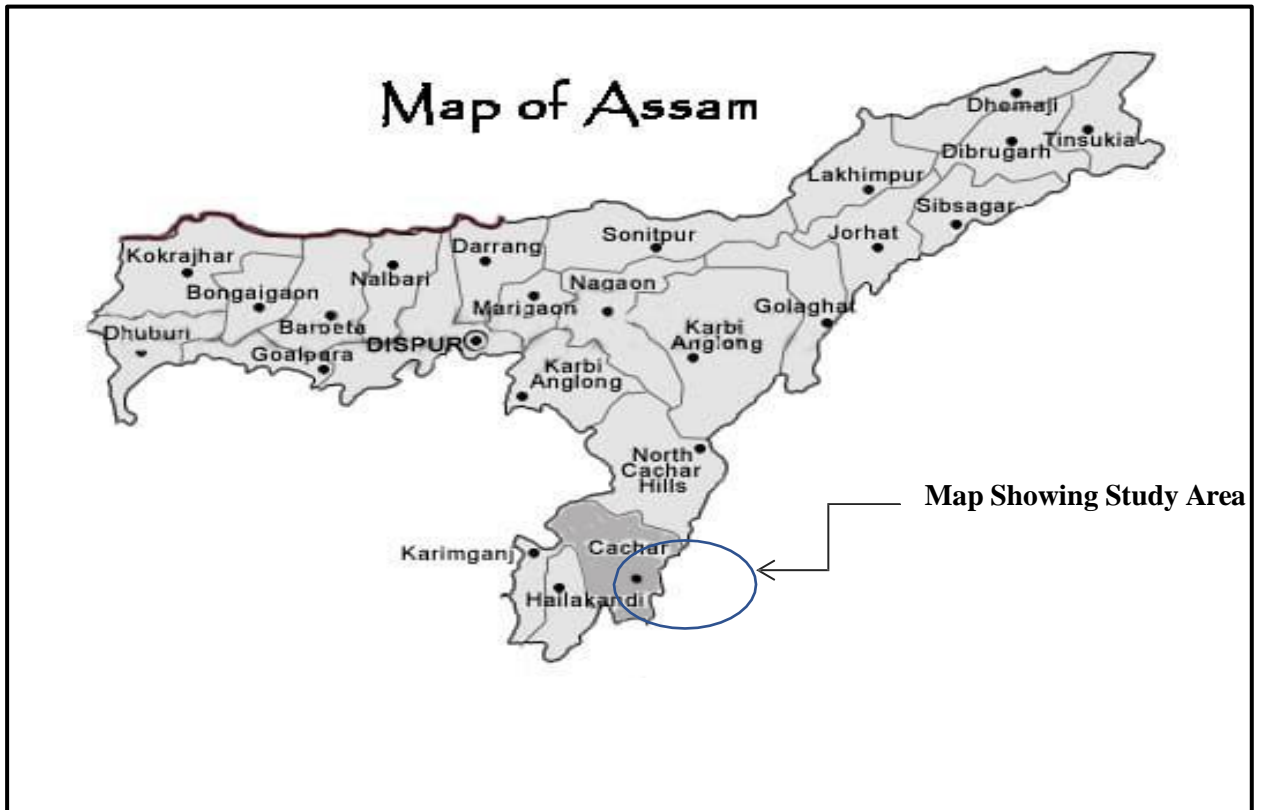 Map of Assam
Dhemaji
Tinsukia
Dibrugarh
Lakhimpur
Sibsagar
Jorhat
Sonitpur
Darrang
Kokrajhar
Nalbari
Nagaon
Bongaigaon
Marigaon
Golaghat
Barpeta
Dhuburi
Karbi
Anglong
DISPUR
Goalpara
Karbi
Anglong
North
Cachar
Hills
Map Showing Study Area
Cachar
Karimganj
Hailakandi